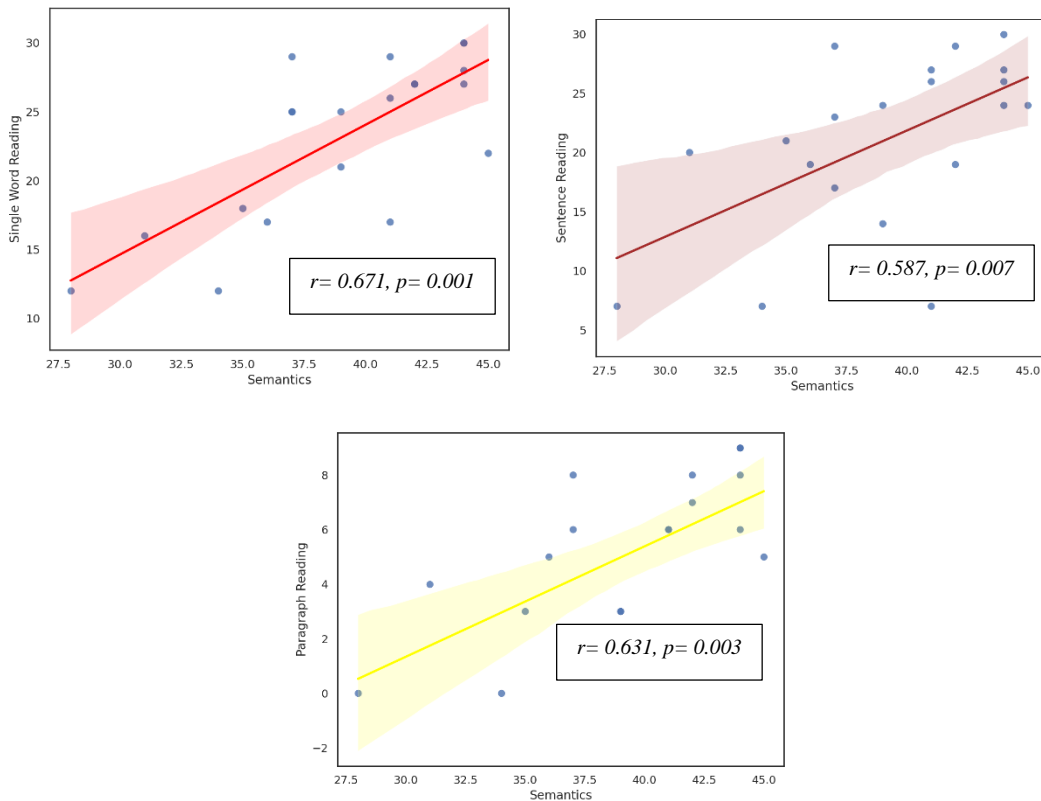 Single Word Reading
30
25
20
15
10
r= 0.671, p= 0.001
27.5 30.0 32.5 35.0 37.5 40.0 42.5 45.0
Semantics
Sentence Reading
30
25
20
15
10
5
r= 0.587, p= 0.007
27.5 30.0 32.5 35.0 37.5 40.0 42.5 45.0
Semantics
Paragraph Reading
8
6
4
2
0
−2
r= 0.631, p= 0.003
27.5 30.0 32.5 35.0 37.5 40.0 42.5 45.0
Semantics